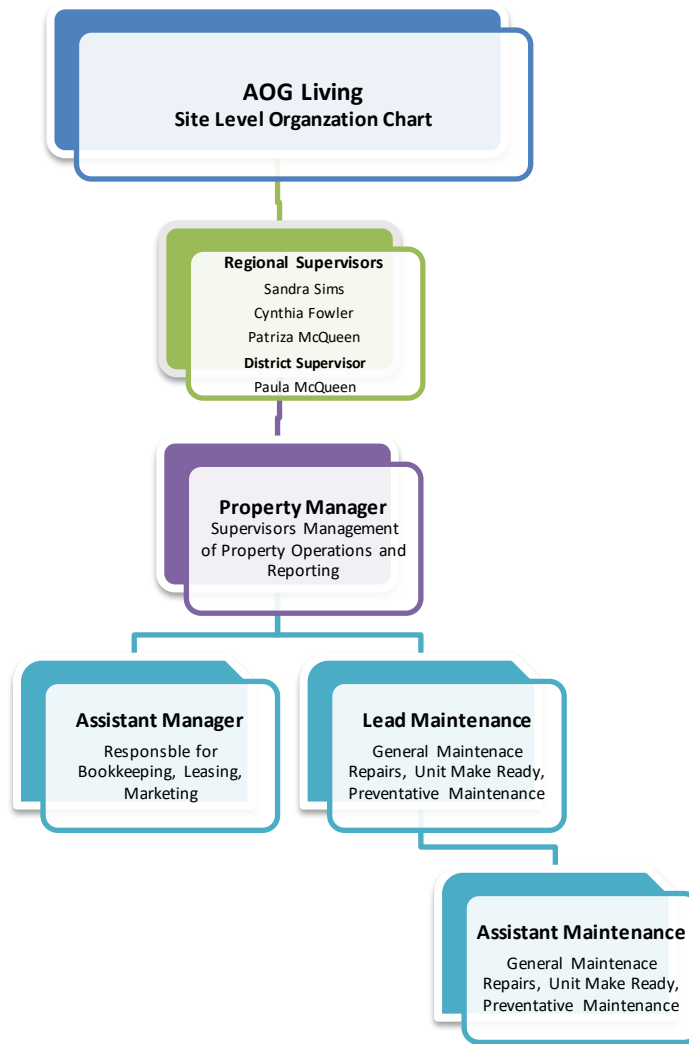 AOG Living
Site Level Organzation Chart
Regional Supervisors
Sandra Sims
Cynthia Fowler
Patriza McQueen
District Supervisor
Paula McQueen
Property Manager
Supervisors Management
of Property Operations and
Reporting
Assistant Manager
Responsble for
Bookkeeping, Leasing,
Marketing
Lead Maintenance
General Maintenace
Repairs, Unit Make Ready,
Preventative Maintenance
Assistant Maintenance
General Maintenace
Repairs, Unit Make Ready,
Preventative Maintenance